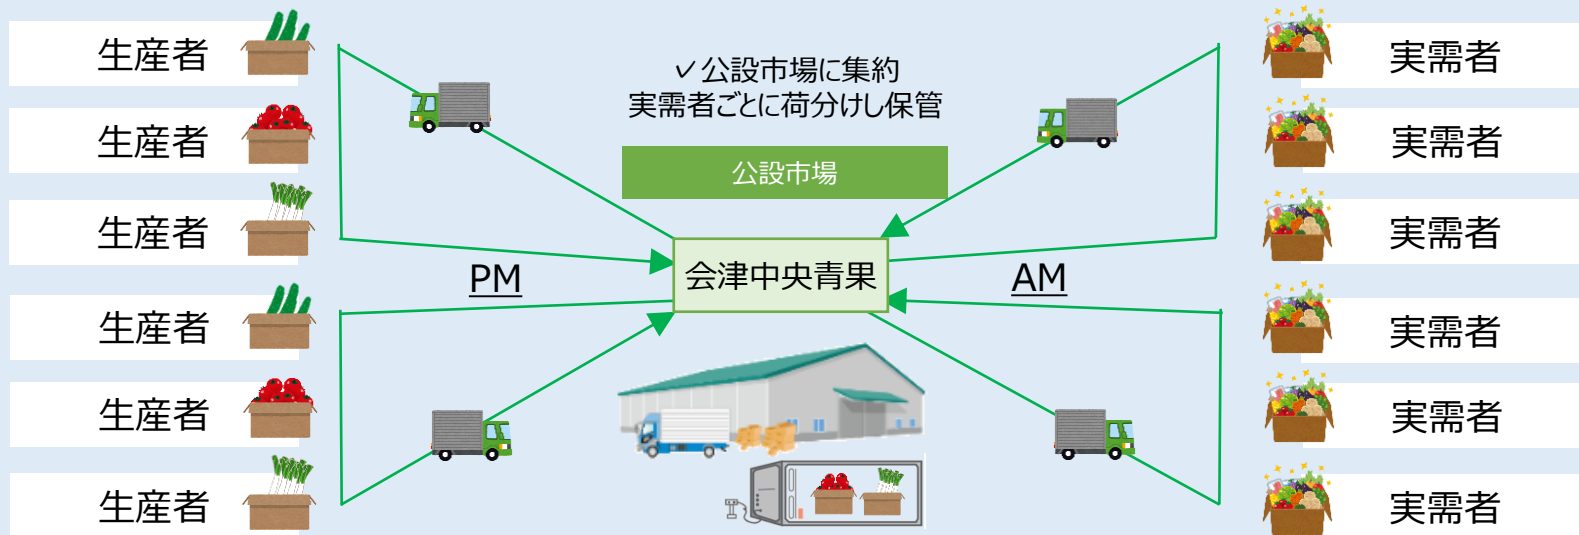 生産者
生産者
生産者
生産者
生産者
生産者
✓公設市場に集約
実需者ごとに荷分けし保管
公設市場
会津中央青果
PM
AM
実需者
実需者
実需者
実需者
実需者
実需者